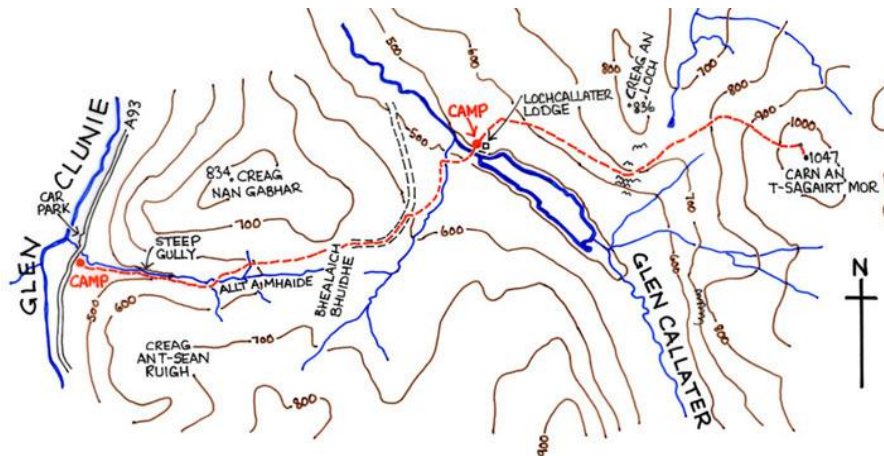 GLEN
CLUNIE
A93
CAR
PARK
CAMP
STEEP
GULLY
834
CREAG
NAN GABHAR
700
500
600
ALLT AIMHAIDE
BHEALAICH
BHUIDHE
CREAG
ANT-SEAN
RUIGH
700
800
500
600
500
CAMP
LOCHCALLATER
LODGE
600
800
CREAG AN
LOCH
836
700
800
900
1000
1047
CARN AN
T-SAGAIRT MOR
700
600
800
GLEN CALLATER
900
N